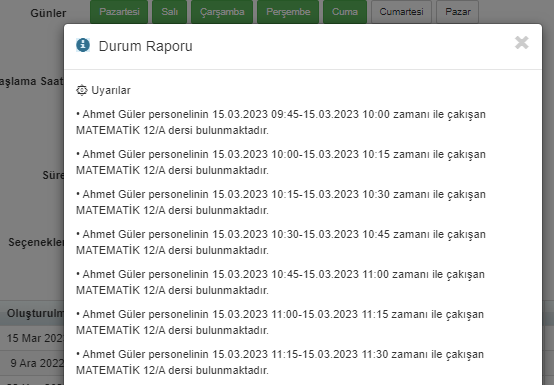 Günler
Pazartesi Salı Çarşamba Perşembe Cuma Cumartesi Pazar
Durum Raporu
aşlama Saat
Uyarılar
• Ahmet Güler personelinin 15.03.2023 09:45-15.03.2023 10:00 zamanı ile çakışan
MATEMATİK 12/A dersi bulunmaktadır.
• Ahmet Güler personelinin 15.03.2023 10:00-15.03.2023 10:15 zamanı ile çakışan
MATEMATİK 12/A dersi bulunmaktadır.
Süre
• Ahmet Güler personelinin 15.03.2023 10:15-15.03.2023 10:30 zamanı ile çakışan
MATEMATİK 12/A dersi bulunmaktadır.
• Ahmet Güler personelinin 15.03.2023 10:30-15.03.2023 10:45 zamanı ile çakışan
Seçenekler
MATEMATİK 12/A dersi bulunmaktadır.
• Ahmet Güler personelinin 15.03.2023 10:45-15.03.2023 11:00 zamanı ile çakışan
MATEMATİK 12/A dersi bulunmaktadır.
Oluşturulm
• Ahmet Güler personelinin 15.03.2023 11:00-15.03.2023 11:15 zamanı ile çakışan
MATEMATİK 12/A dersi bulunmaktadır.
15 Mar 2023
• Ahmet Güler personelinin 15.03.2023 11:15-15.03.2023 11:30 zamanı ile çakışan
MATEMATİK 12/A dersi bulunmaktadır.
9 Ara 2022